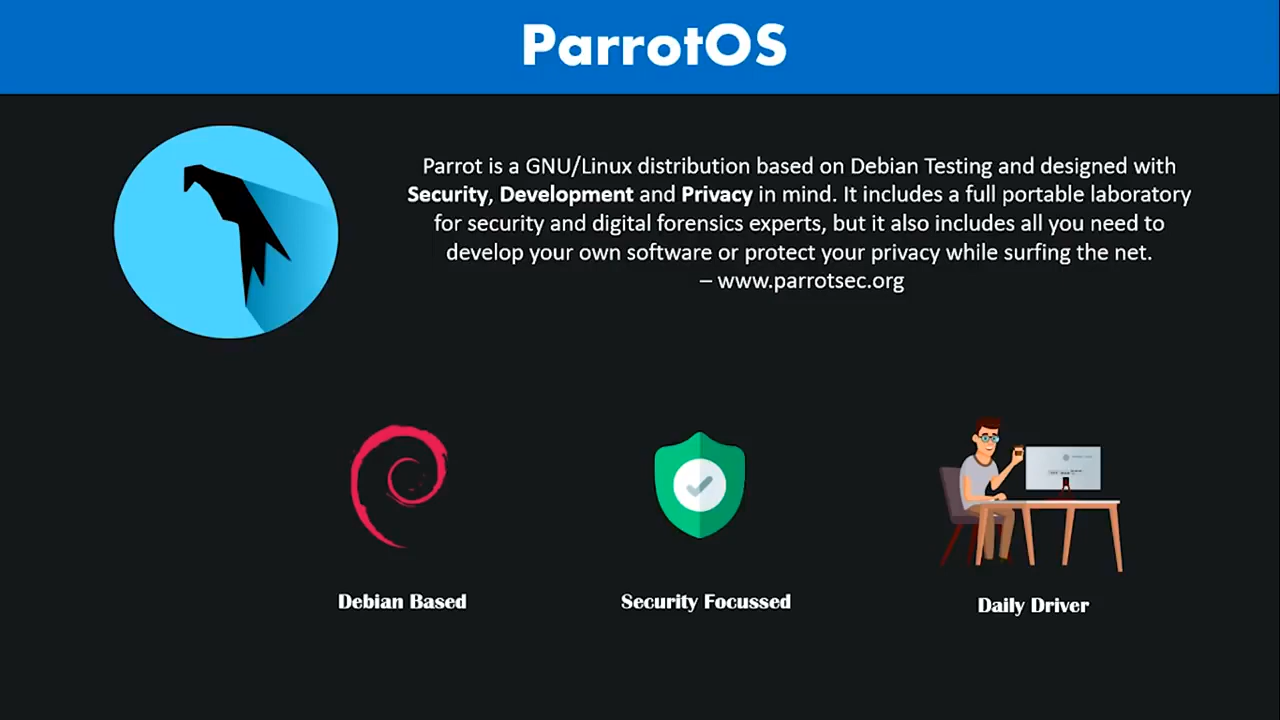 ParrotOS
Parrot is a GNU/Linux distribution based on Debian Testing and designed with
Security, Development and Privacy in mind. It includes a full portable laboratory
for security and digital forensics experts, but it also includes all you need to
develop your own software or protect your privacy while surfing the net.
– www.parrotsec.org
Debian Based
Security Focussed
Daily Driver